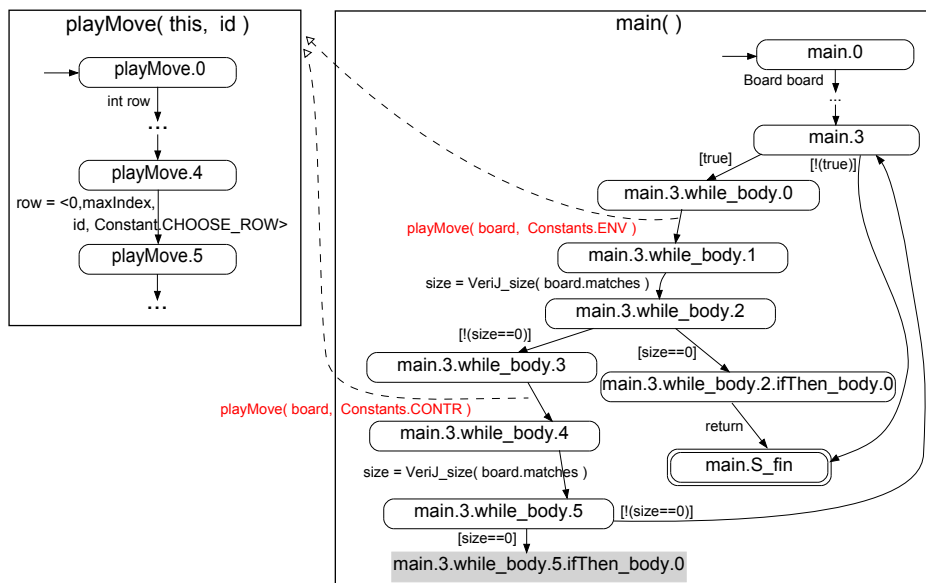 playMove( this, id )
playMove.0
int row
...
playMove.4
row = <0,maxIndex,
id, Constant.CHOOSE_ROW>
playMove.5
...
main( )
main.0
Board board
...
main.3
[true]
[!(true)]
main.3.while_body.0
playMove( board, Constants.ENV )
main.3.while_body.1
size = VeriJ_size( board.matches )
main.3.while_body.2
[!(size==0)]
[size==0]
main.3.while_body.3
main.3.while_body.2.ifThen_body.0
playMove( board, Constants.CONTR )
return
main.3.while_body.4
main.S_fin
size = VeriJ_size( board.matches )
main.3.while_body.5
[!(size==0)]
[size==0]
main.3.while_body.5.ifThen_body.0